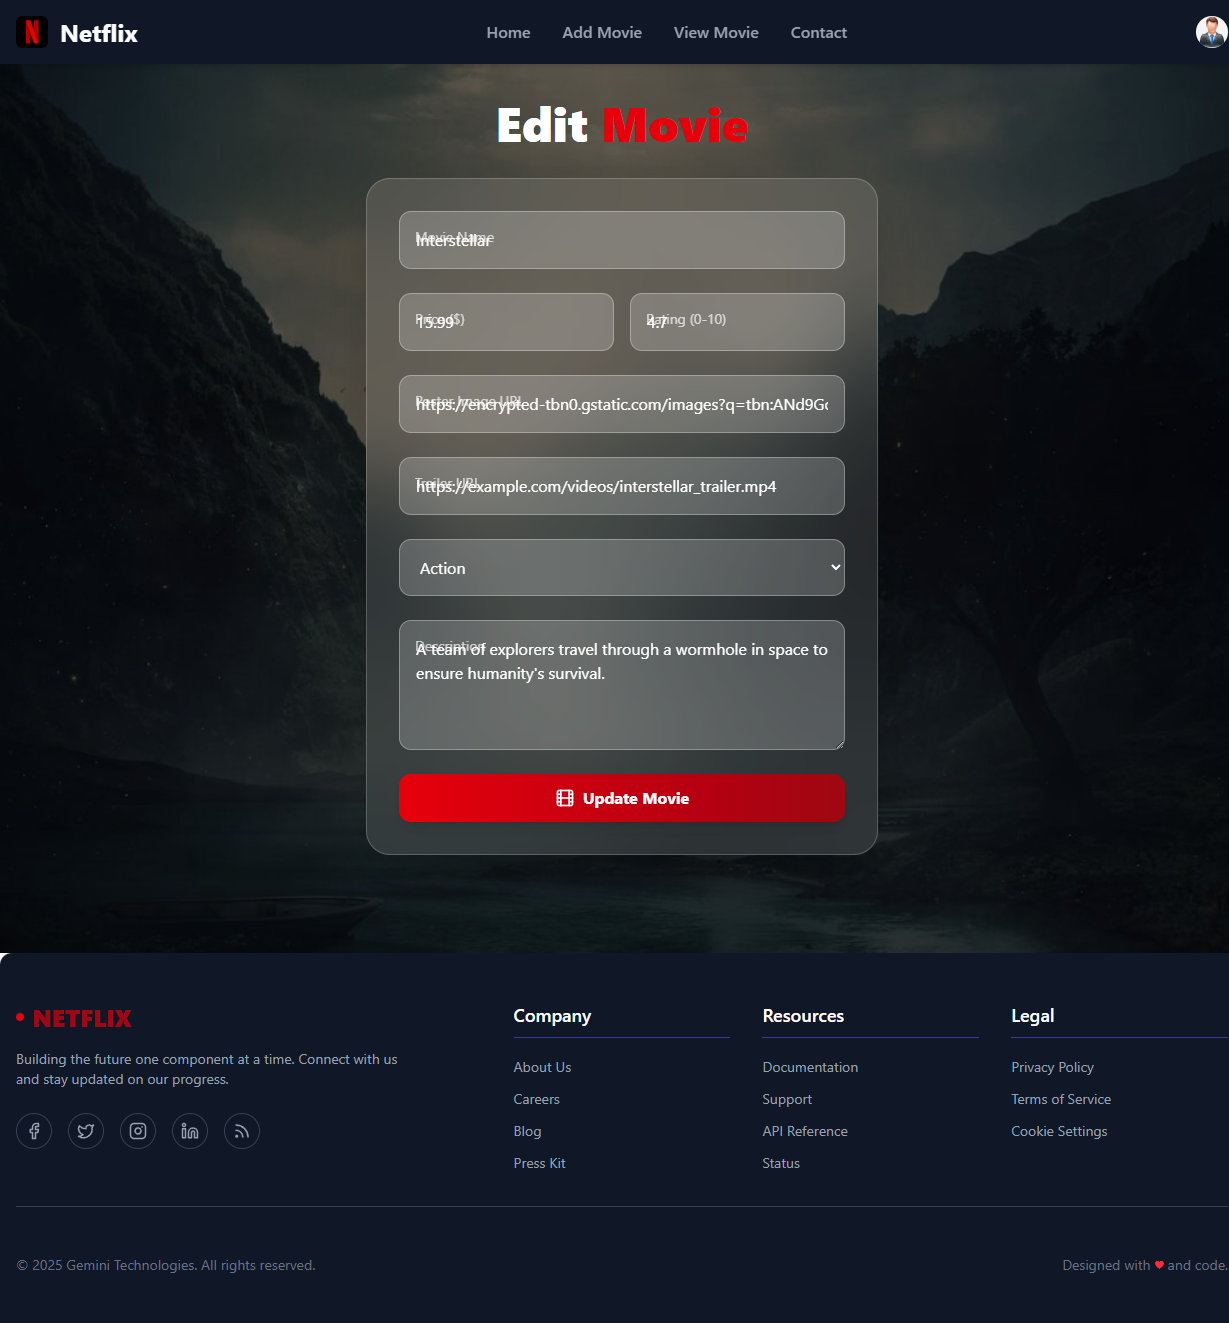 Netflix
Home
Add Movie
View Movie
Contact
Edit Movie
Movie Name
Interstellar
Price ($)
15.99
Rating (0-10)
4.7
Poster Image URL
https://encrypted-tbn0.gstatic.com/images?q=tbn:ANd9Gc
Trailer URL
https://example.com/videos/interstellar_trailer.mp4
Action
Description
A team of explorers travel through a wormhole in space to
ensure humanity's survival.
Update Movie
NETFLIX
Building the future one component at a time. Connect with us
and stay updated on our progress.
Company
About Us
Careers
Blog
Press Kit
Resources
Documentation
Support
API Reference
Status
Legal
Privacy Policy
Terms of Service
Cookie Settings
© 2025 Gemini Technologies. All rights reserved.
Designed with ♥ and code.